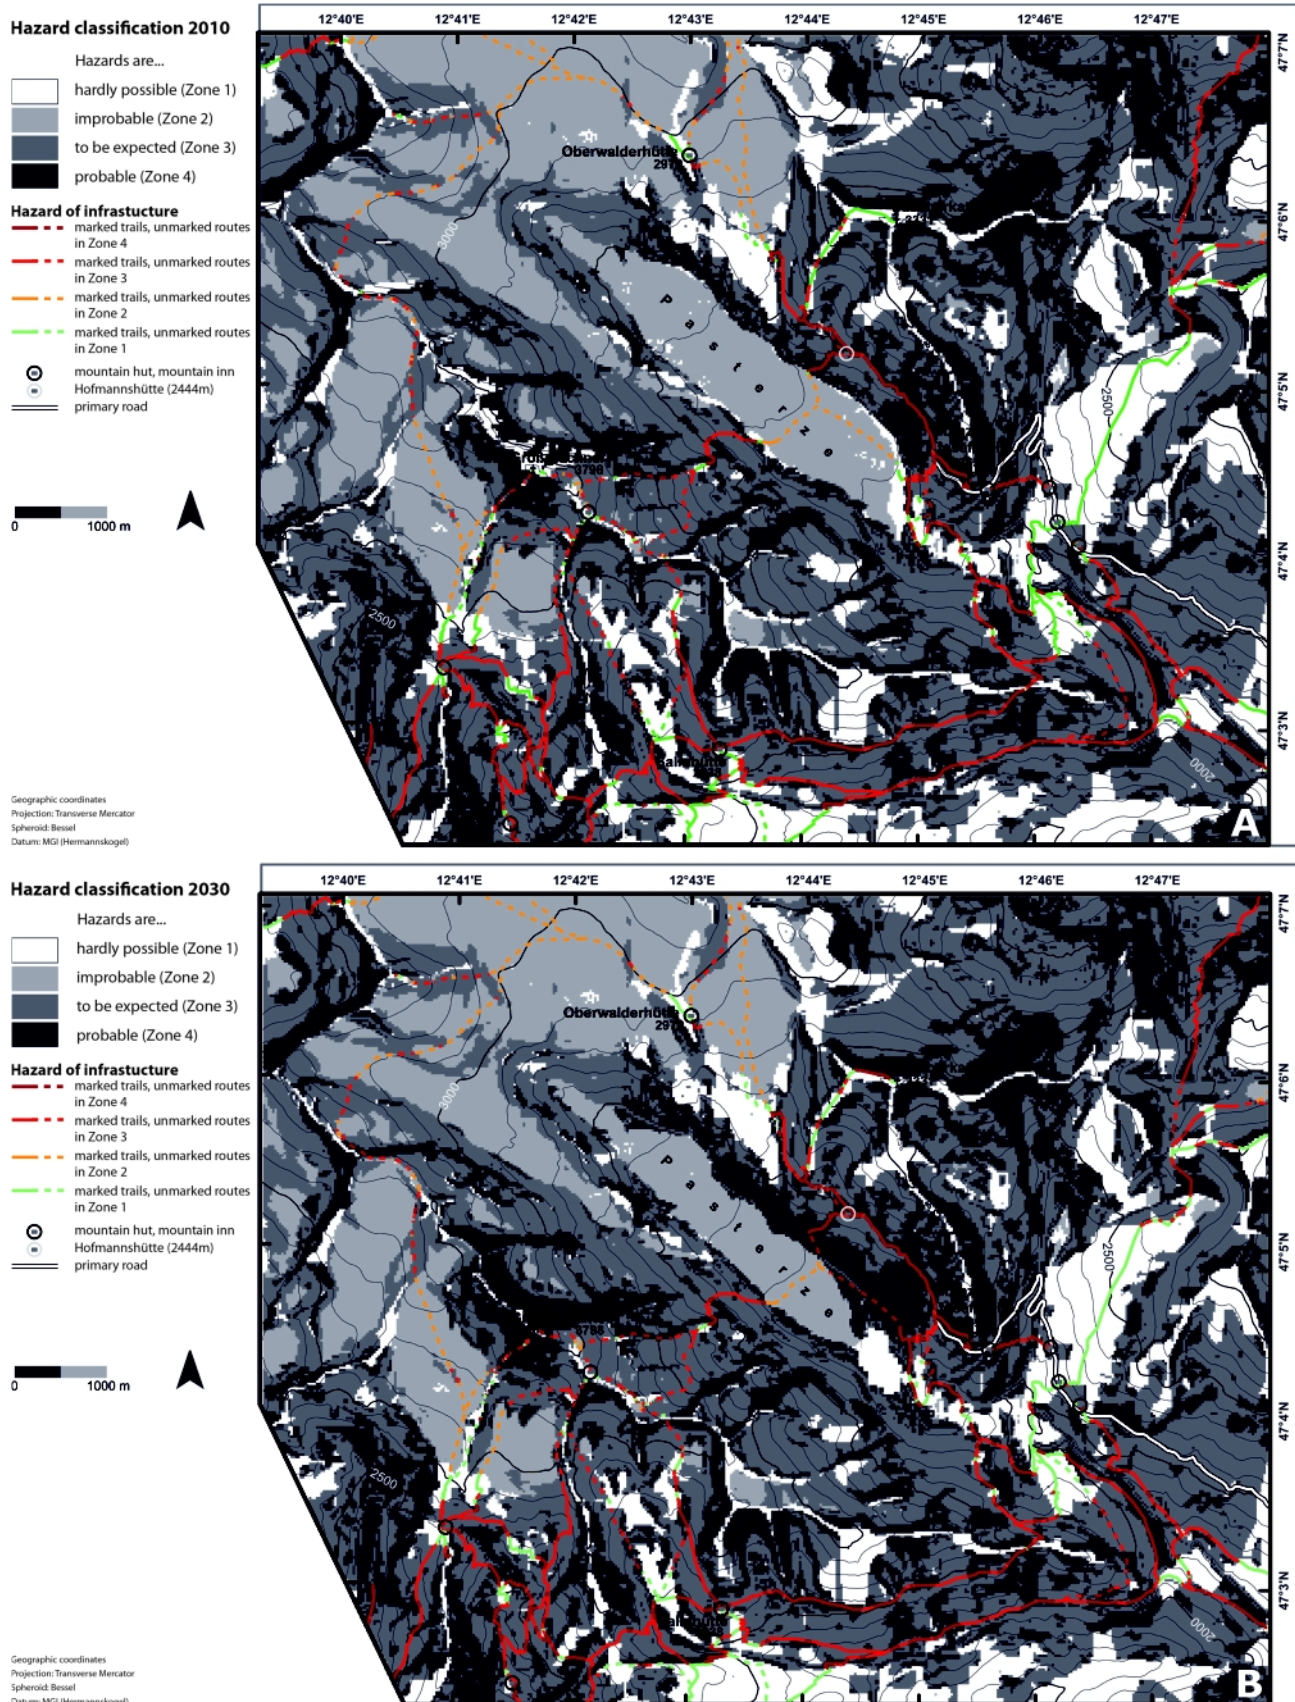 Hazard classification 2010
Hazards are...
hardly possible (Zone 1)
improbable (Zone 2)
to be expected (Zone 3)
probable (Zone 4)
Hazard of infrastucture
marked trails, unmarked routes
in Zone 4
marked trails, unmarked routes
in Zone 3
marked trails, unmarked routes
in Zone 2
marked trails, unmarked routes
in Zone 1
mountain hut, mountain inn
Hofmannshütte (2444m)
primary road
0 1000 m
Geographic coordinates
Projection: Transverse Mercator
Spheroid: Bessel
Datum: MGI (Hermannskogel)
12°40'E 12°41'E 12°42'E 12°43'E 12°44'E 12°45'E 12°46'E 12°47'E
47°7'N
47°6'N
47°5'N
47°4'N
47°3'N
Oberwalderhütte
3000
Pasterze
2500
3798
2500
2000
A
Hazard classification 2030
Hazards are...
hardly possible (Zone 1)
improbable (Zone 2)
to be expected (Zone 3)
probable (Zone 4)
Hazard of infrastucture
marked trails, unmarked routes
in Zone 4
marked trails, unmarked routes
in Zone 3
marked trails, unmarked routes
in Zone 2
marked trails, unmarked routes
in Zone 1
mountain hut, mountain inn
Hofmannshütte (2444m)
primary road
0 1000 m
Geographic coordinates
Projection: Transverse Mercator
Spheroid: Bessel
Datum: MGI (Hermannskogel)
12°40'E 12°41'E 12°42'E 12°43'E 12°44'E 12°45'E 12°46'E 12°47'E
47°7'N
47°6'N
47°5'N
47°4'N
47°3'N
Oberwalderhütte
3000
Pasterze
2500
3798
2500
2000
B